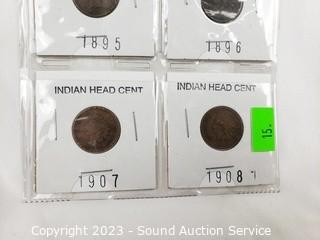 1895
1896
INDIAN HEAD CENT
INDIAN HEAD CENT
15.
1907
1908
Copyright 2023 - Sound Auction Service